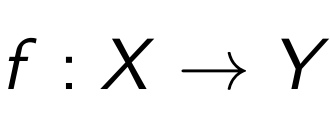 f : X → Y